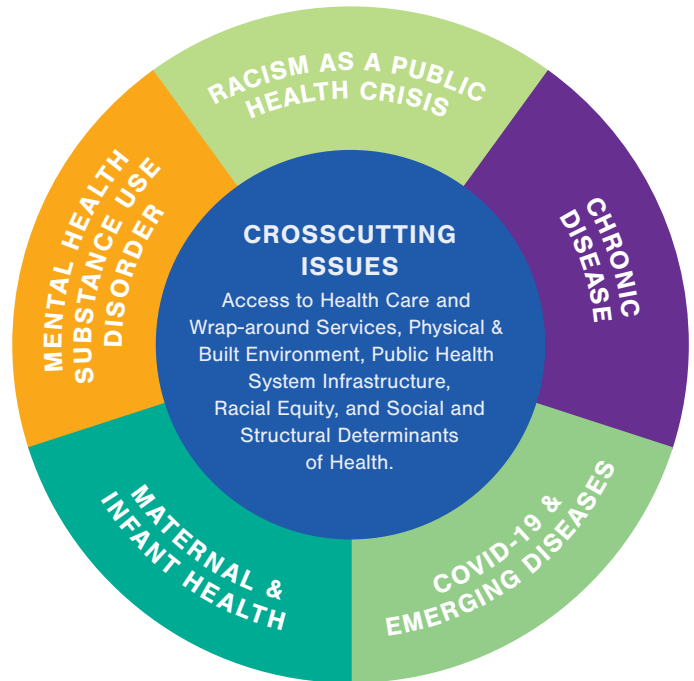 RACISM AS A PUBLIC
HEALTH CRISIS
CHRONIC
DISEASE
COVID-19 &
EMERGING DISEASES
MATERNAL &
INFANT HEALTH
MENTAL HEALTH
SUBSTANCE USE
DISORDER
CROSSCUTTING
ISSUES
Access to Health Care and
Wrap-around Services, Physical &
Built Environment, Public Health
System Infrastructure,
Racial Equity, and Social and
Structural Determinants
of Health.